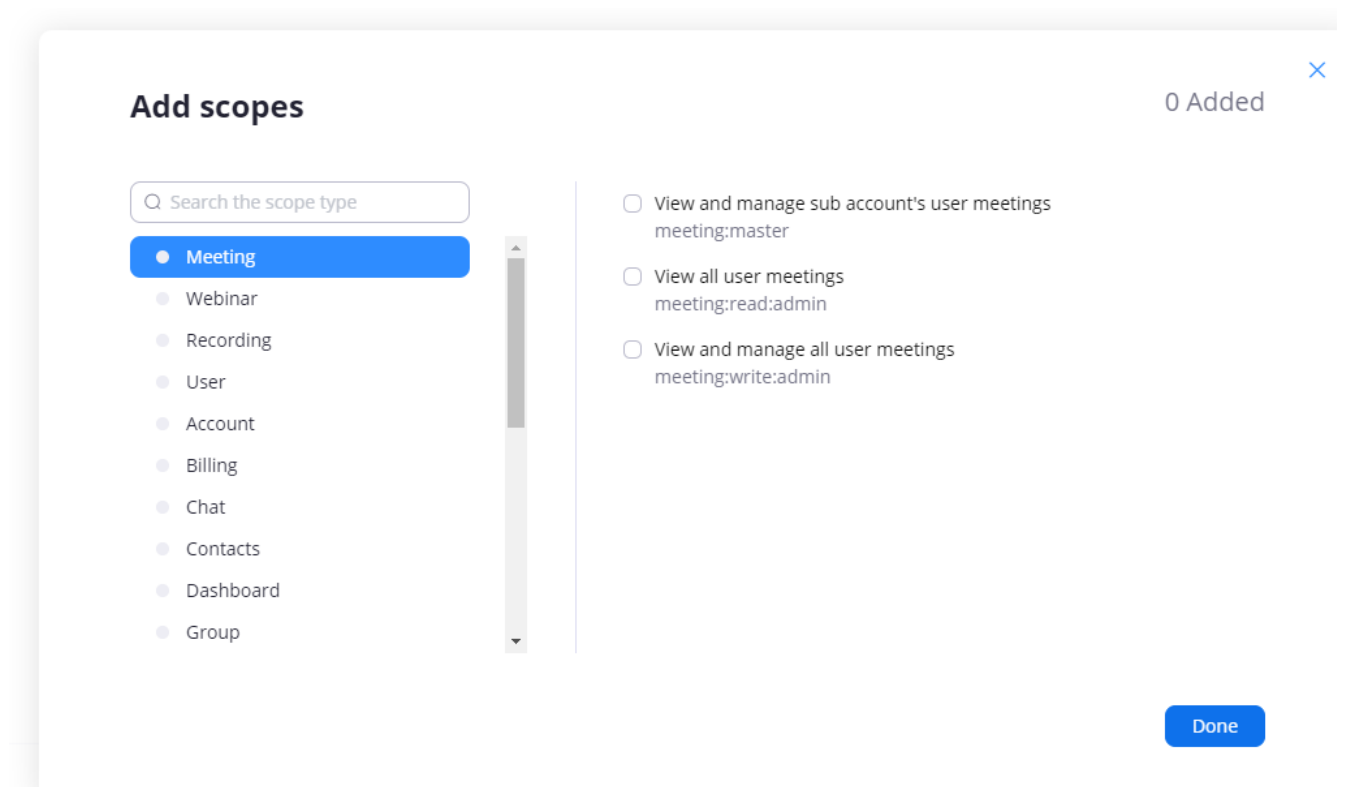 Add scopes
0 Added
Search the scope type
Meeting
Webinar
Recording
User
Account
Billing
Chat
Contacts
Dashboard
Group
View and manage sub account's user meetings
meeting:master
View all user meetings
meeting:read:admin
View and manage all user meetings
meeting:write:admin
Done